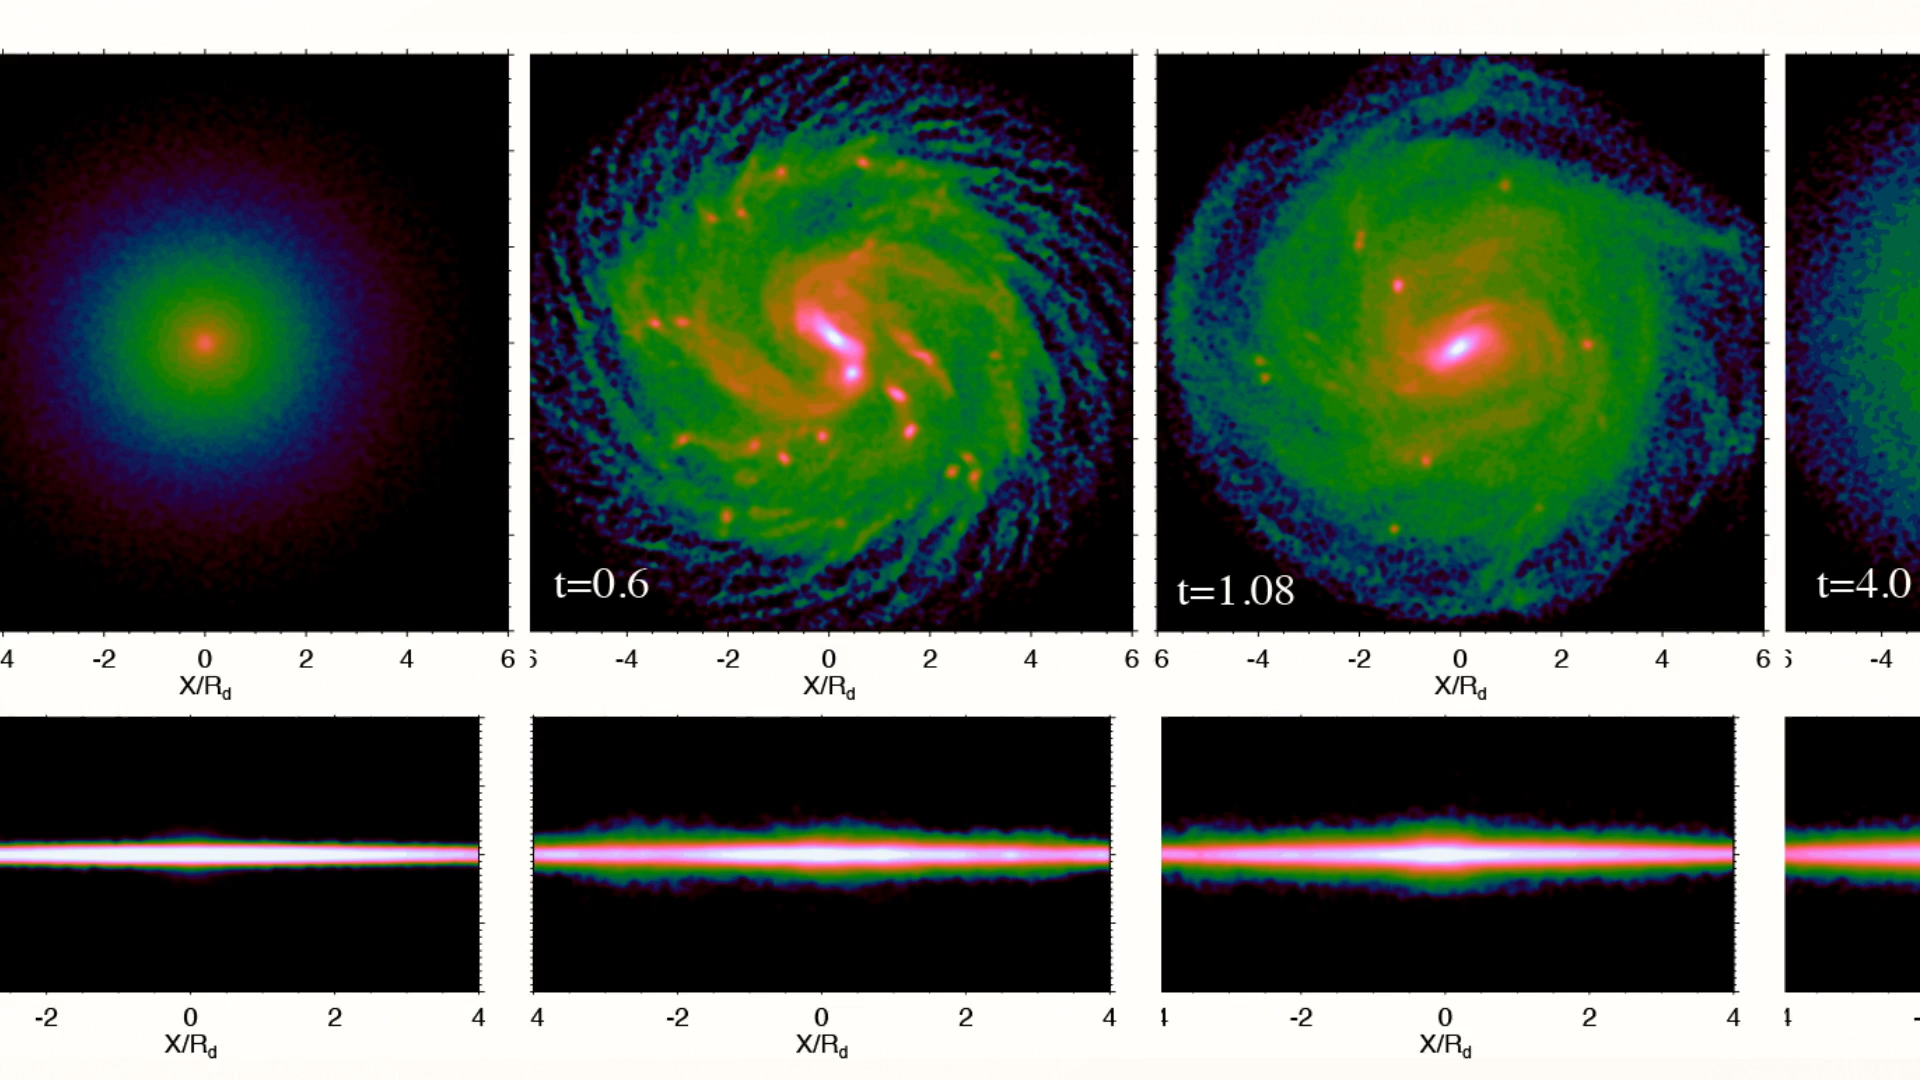 t=0.6
t=1.08
t=4.0
4 -2 0 2 4 6
-4 -2 0 2 4 6
6 -4 -2 0 2 4 6
-4
X/Rd
X/Rd
X/Rd
-2 0 2 4
4 -2 0 2 4
-2 0 2 4
X/Rd
X/Rd
X/Rd